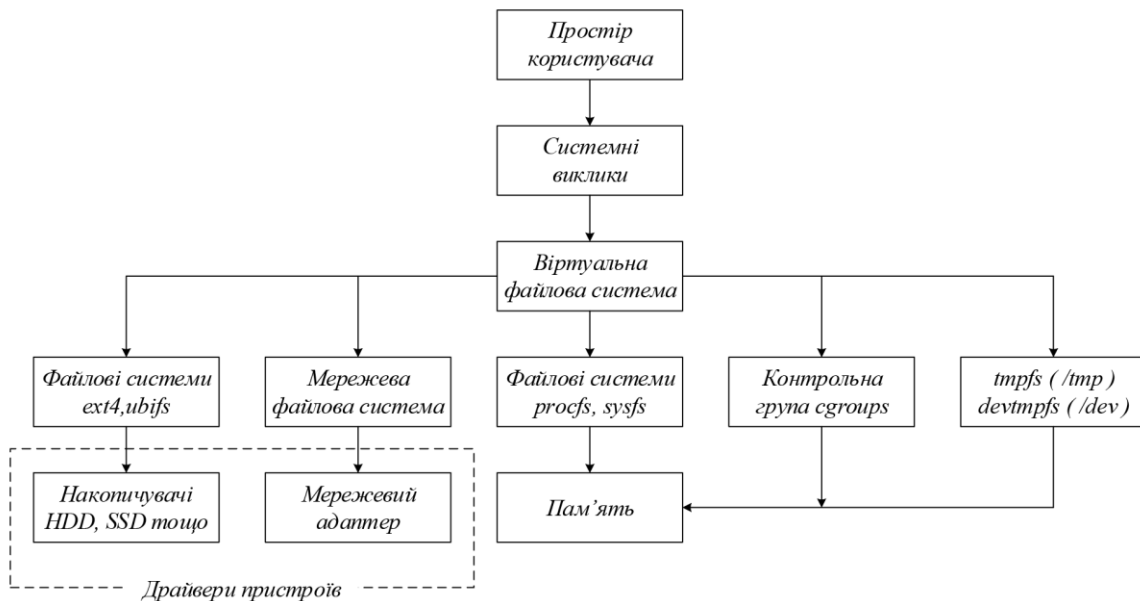 Простір
користувача
Системні
виклики
Віртуальна
файлова система
Файлові системи
ext4,ubifs
Мережева
файлова система
Файлові системи
procfs, sysfs
Контрольна
група cgroups
tmpfs ( /tmp )
devtmpfs ( /dev )
Накопичувачі
HDD, SSD тощо
Мережевий
адаптер
Пам’ять
Драйвери пристроїв